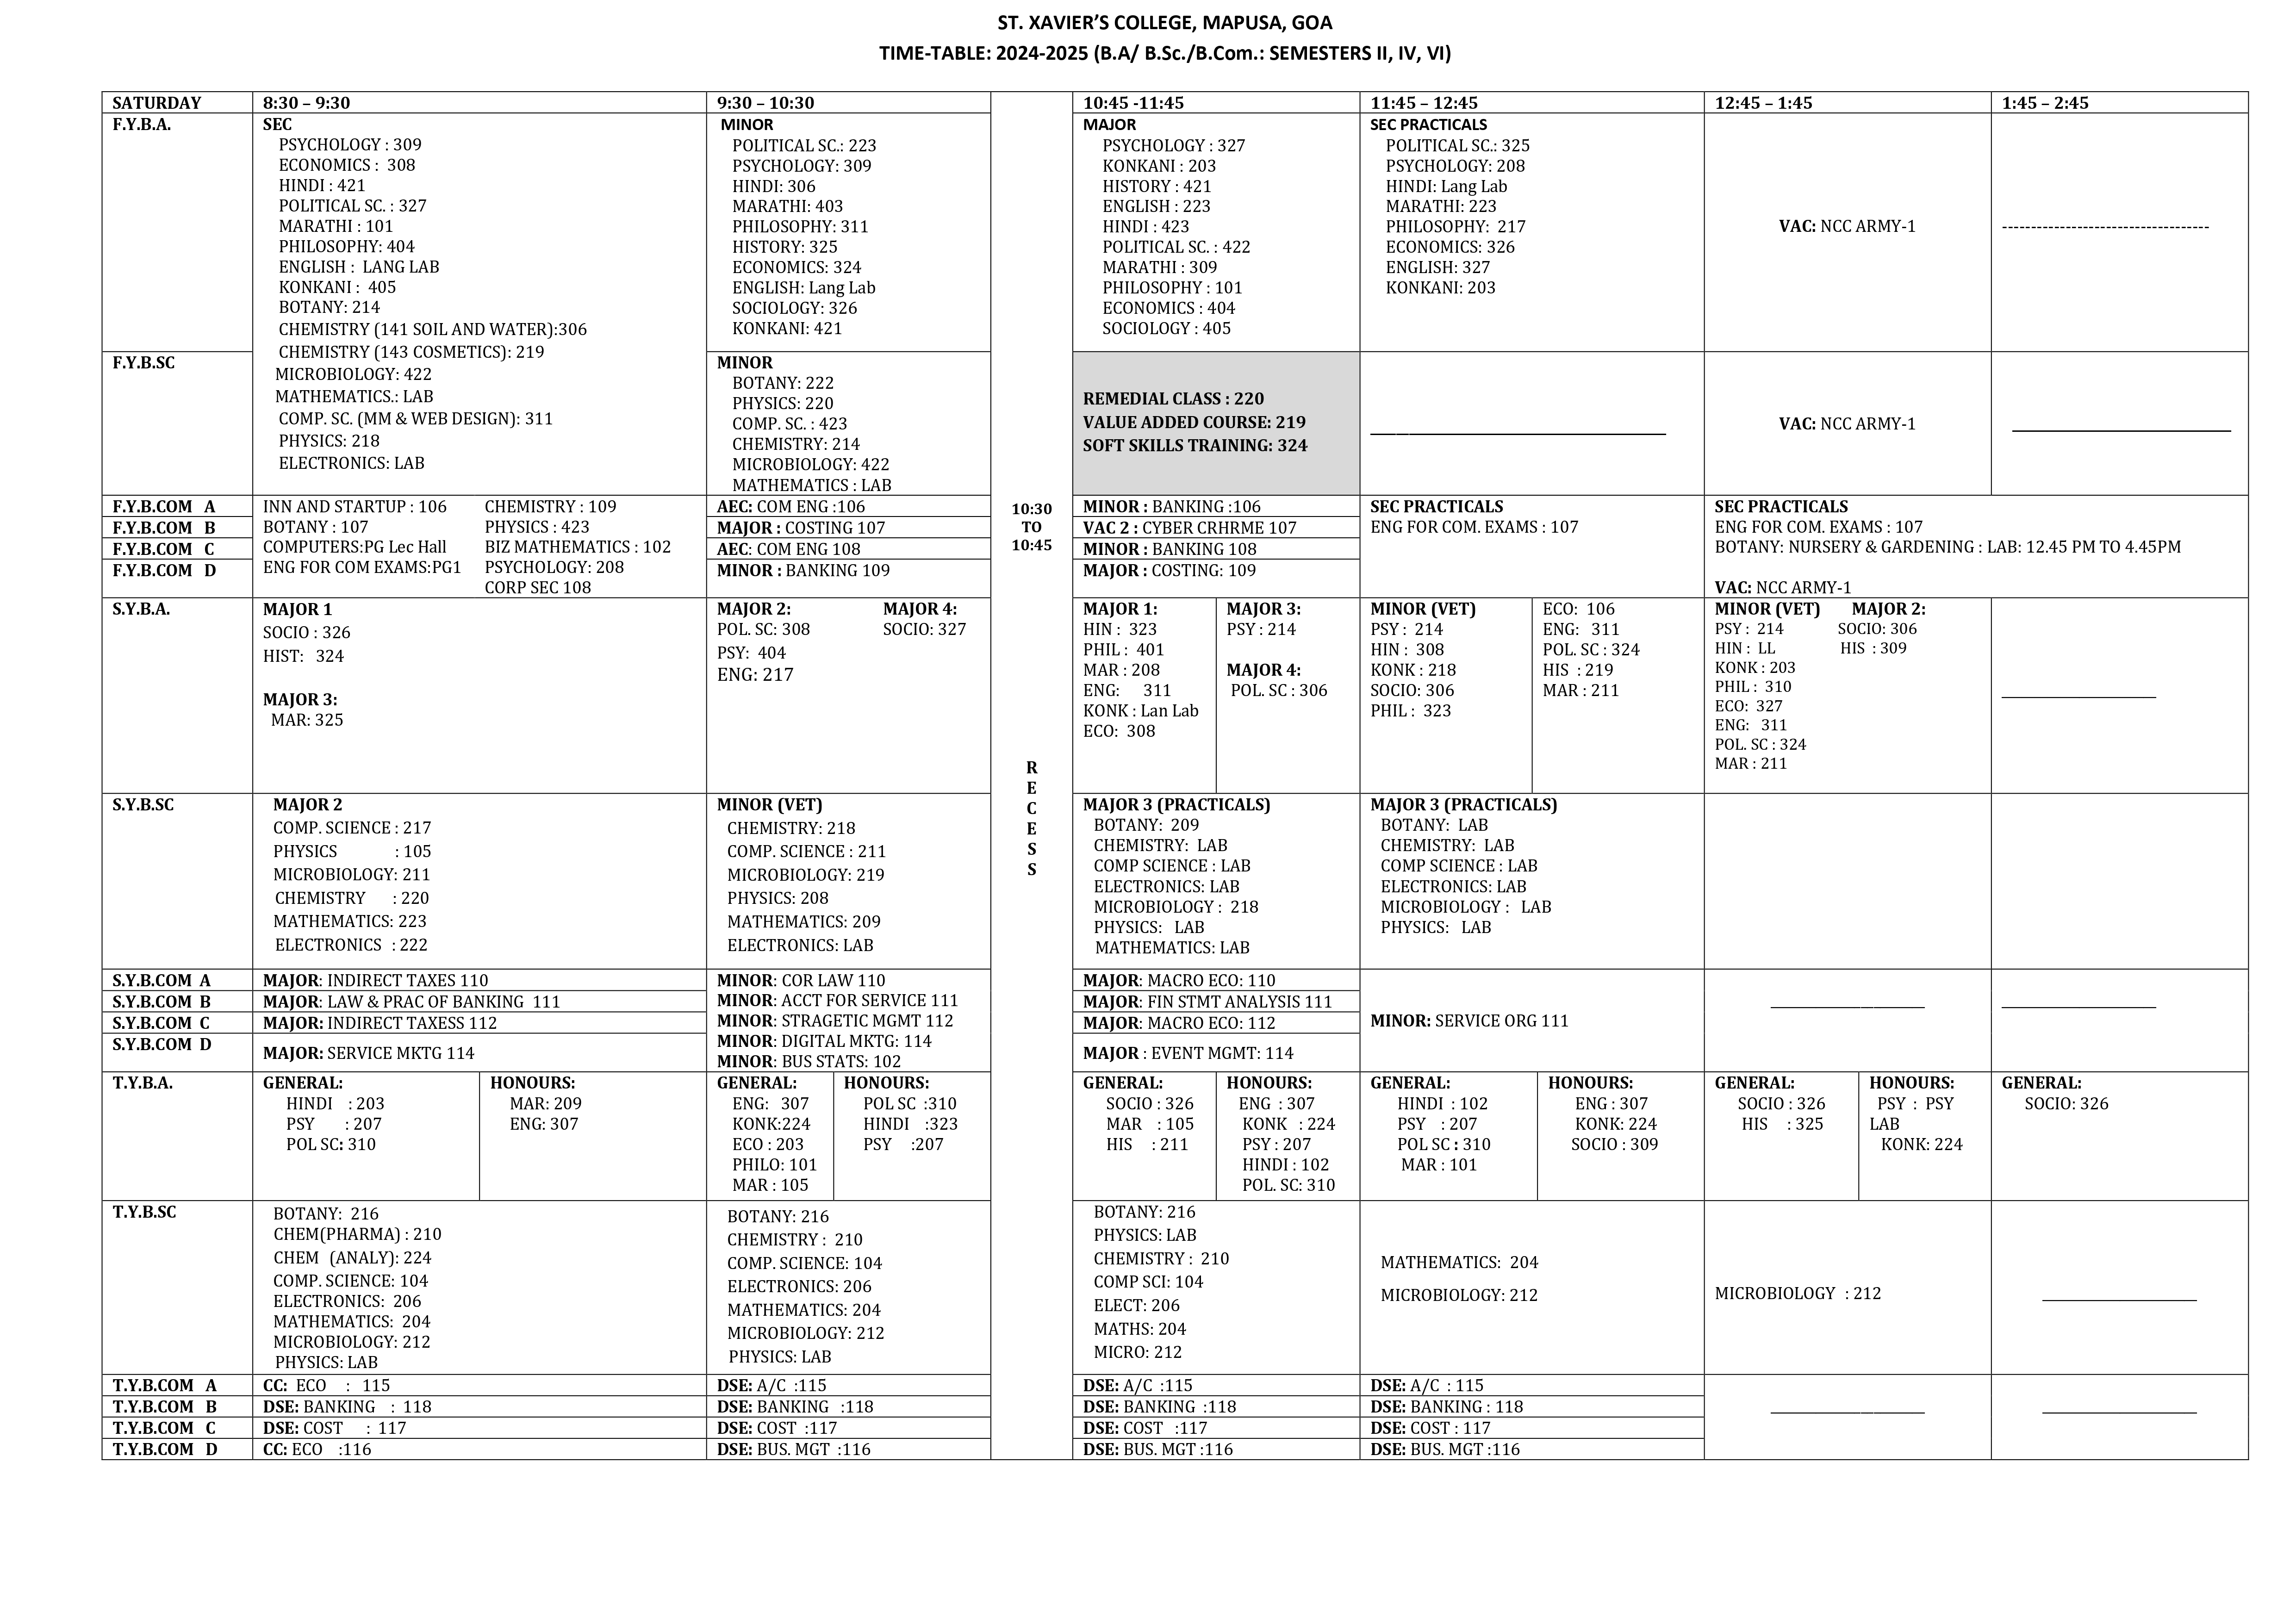 ST. XAVIER’S COLLEGE, MAPUSA, GOA
TIME-TABLE: 2024-2025 (B.A/ B.Sc./B.Com.: SEMESTERS II, IV, VI)
SATURDAY
8:30 – 9:30
9:30 – 10:30
10:45 -11:45
11:45 – 12:45
12:45 – 1:45
1:45 – 2:45
10:30
TO
10:45
R
E
C
E
S
S
F.Y.B.A.
SEC
PSYCHOLOGY : 309
ECONOMICS : 308
HINDI : 421
POLITICAL SC. : 327
MARATHI : 101
PHILOSOPHY: 404
ENGLISH : LANG LAB
KONKANI : 405
BOTANY: 214
CHEMISTRY (141 SOIL AND WATER):306
CHEMISTRY (143 COSMETICS): 219
MICROBIOLOGY: 422
MATHEMATICS.: LAB
COMP. SC. (MM & WEB DESIGN): 311
PHYSICS: 218
ELECTRONICS: LAB
MINOR
POLITICAL SC.: 223
PSYCHOLOGY: 309
HINDI: 306
MARATHI: 403
PHILOSOPHY: 311
HISTORY: 325
ECONOMICS: 324
ENGLISH: Lang Lab
SOCIOLOGY: 326
KONKANI: 421
MAJOR
PSYCHOLOGY : 327
KONKANI : 203
HISTORY : 421
ENGLISH : 223
HINDI : 423
POLITICAL SC. : 422
MARATHI : 309
PHILOSOPHY : 101
ECONOMICS : 404
SOCIOLOGY : 405
SEC PRACTICALS
POLITICAL SC.: 325
PSYCHOLOGY: 208
HINDI: Lang Lab
MARATHI: 223
PHILOSOPHY: 217
ECONOMICS: 326
ENGLISH: 327
KONKANI: 203
VAC: NCC ARMY-1
------------------------------------
F.Y.B.SC
MINOR
BOTANY: 222
PHYSICS: 220
COMP. SC. : 423
CHEMISTRY: 214
MICROBIOLOGY: 422
MATHEMATICS : LAB
REMEDIAL CLASS : 220
VALUE ADDED COURSE: 219
SOFT SKILLS TRAINING: 324
VAC: NCC ARMY-1
F.Y.B.COM A
F.Y.B.COM B
F.Y.B.COM C
F.Y.B.COM D
INN AND STARTUP : 106
BOTANY : 107
COMPUTERS:PG Lec Hall
ENG FOR COM EXAMS:PG1
CHEMISTRY : 109
PHYSICS : 423
BIZ MATHEMATICS : 102
PSYCHOLOGY: 208
CORP SEC 108
AEC: COM ENG :106
MAJOR : COSTING 107
AEC: COM ENG 108
MINOR : BANKING 109
MINOR : BANKING :106
VAC 2 : CYBER CRHRME 107
MINOR : BANKING 108
MAJOR : COSTING: 109
SEC PRACTICALS
ENG FOR COM. EXAMS : 107
SEC PRACTICALS
ENG FOR COM. EXAMS : 107
BOTANY: NURSERY & GARDENING : LAB: 12.45 PM TO 4.45PM
VAC: NCC ARMY-1
S.Y.B.A.
MAJOR 1
SOCIO : 326
HIST: 324
MAJOR 3:
MAR: 325
MAJOR 2:
POL. SC: 308
PSY: 404
ENG: 217
MAJOR 4:
SOCIO: 327
MAJOR 1:
HIN : 323
PHIL : 401
MAR : 208
ENG: 311
KONK : Lan Lab
ECO: 308
MAJOR 3:
PSY : 214
MAJOR 4:
POL. SC : 306
MINOR (VET)
PSY : 214
HIN : 308
KONK : 218
SOCIO: 306
PHIL : 323
ECO: 106
ENG: 311
POL. SC : 324
HIS : 219
MAR : 211
MINOR (VET) MAJOR 2:
PSY : 214 SOCIO: 306
HIN : LL HIS : 309
KONK : 203
PHIL : 310
ECO: 327
ENG: 311
POL. SC : 324
MAR : 211
S.Y.B.SC
MAJOR 2
COMP. SCIENCE : 217
PHYSICS : 105
MICROBIOLOGY: 211
CHEMISTRY : 220
MATHEMATICS: 223
ELECTRONICS : 222
MINOR (VET)
CHEMISTRY: 218
COMP. SCIENCE : 211
MICROBIOLOGY: 219
PHYSICS: 208
MATHEMATICS: 209
ELECTRONICS: LAB
MAJOR 3 (PRACTICALS)
BOTANY: 209
CHEMISTRY: LAB
COMP SCIENCE : LAB
ELECTRONICS: LAB
MICROBIOLOGY : 218
PHYSICS: LAB
MATHEMATICS: LAB
MAJOR 3 (PRACTICALS)
BOTANY: LAB
CHEMISTRY: LAB
COMP SCIENCE : LAB
ELECTRONICS: LAB
MICROBIOLOGY : LAB
PHYSICS: LAB
S.Y.B.COM A
S.Y.B.COM B
S.Y.B.COM C
S.Y.B.COM D
MAJOR: INDIRECT TAXES 110
MAJOR: LAW & PRAC OF BANKING 111
MAJOR: INDIRECT TAXESS 112
MAJOR: SERVICE MKTG 114
MINOR: COR LAW 110
MINOR: ACCT FOR SERVICE 111
MINOR: STRAGETIC MGMT 112
MINOR: DIGITAL MKTG: 114
MINOR: BUS STATS: 102
MAJOR: MACRO ECO: 110
MAJOR: FIN STMT ANALYSIS 111
MAJOR: MACRO ECO: 112
MAJOR : EVENT MGMT: 114
MINOR: SERVICE ORG 111
T.Y.B.A.
GENERAL:
HINDI : 203
PSY : 207
POL SC: 310
HONOURS:
MAR: 209
ENG: 307
GENERAL:
ENG: 307
KONK:224
ECO : 203
PHILO: 101
MAR : 105
HONOURS:
POL SC :310
HINDI :323
PSY :207
GENERAL:
SOCIO : 326
MAR : 105
HIS : 211
HONOURS:
ENG : 307
KONK : 224
PSY : 207
HINDI : 102
POL. SC: 310
GENERAL:
HINDI : 102
PSY : 207
POL SC : 310
MAR : 101
HONOURS:
ENG : 307
KONK: 224
SOCIO : 309
GENERAL:
SOCIO : 326
HIS : 325
HONOURS:
PSY : PSY
LAB
KONK: 224
GENERAL:
SOCIO: 326
T.Y.B.SC
BOTANY: 216
CHEM(PHARMA) : 210
CHEM (ANALY): 224
COMP. SCIENCE: 104
ELECTRONICS: 206
MATHEMATICS: 204
MICROBIOLOGY: 212
PHYSICS: LAB
BOTANY: 216
CHEMISTRY : 210
COMP. SCIENCE: 104
ELECTRONICS: 206
MATHEMATICS: 204
MICROBIOLOGY: 212
PHYSICS: LAB
BOTANY: 216
PHYSICS: LAB
CHEMISTRY : 210
COMP SCI: 104
ELECT: 206
MATHS: 204
MICRO: 212
MATHEMATICS: 204
MICROBIOLOGY: 212
MICROBIOLOGY : 212
T.Y.B.COM A
CC: ECO : 115
DSE: A/C :115
DSE: A/C :115
DSE: A/C : 115
T.Y.B.COM B
DSE: BANKING : 118
DSE: BANKING :118
DSE: BANKING :118
DSE: BANKING : 118
T.Y.B.COM C
DSE: COST : 117
DSE: COST :117
DSE: COST :117
DSE: COST : 117
T.Y.B.COM D
CC: ECO :116
DSE: BUS. MGT :116
DSE: BUS. MGT :116
DSE: BUS. MGT :116